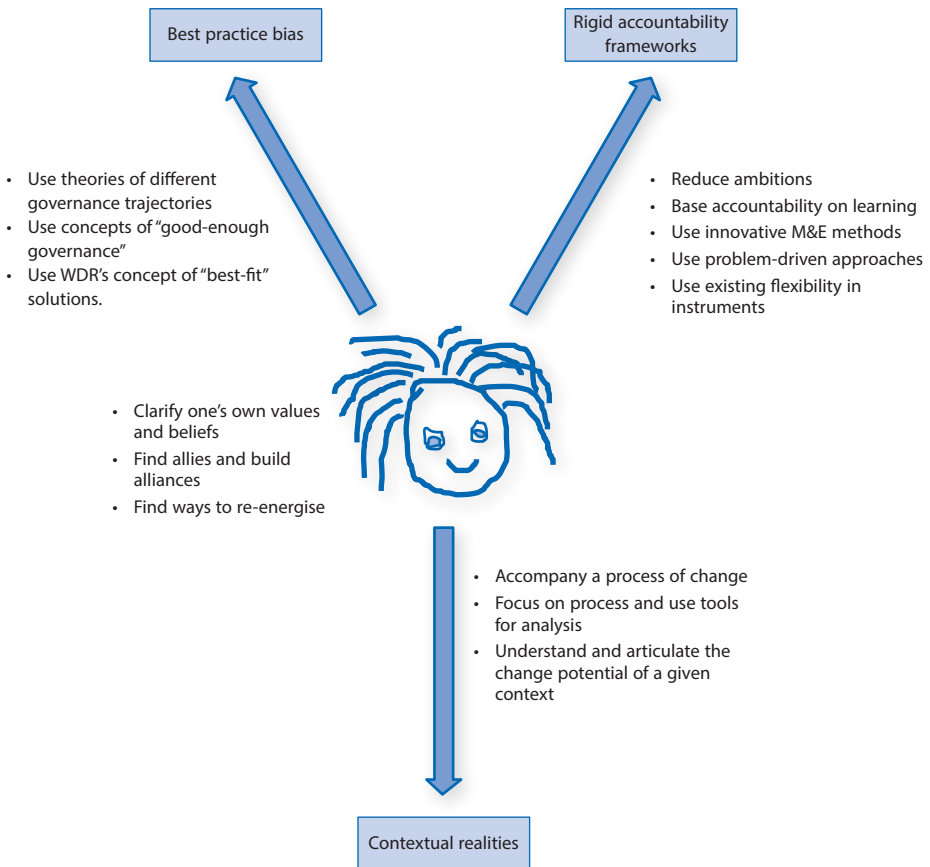 Best practice bias
Rigid accountability
frameworks
• Use theories of different
governance trajectories
• Use concepts of “good-enough
governance”
• Use WDR’s concept of “best-fit”
solutions.
• Reduce ambitions
• Base accountability on learning
• Use innovative M&E methods
• Use problem-driven approaches
• Use existing flexibility in
instruments
• Clarify one’s own values
and beliefs
• Find allies and build
alliances
• Find ways to re-energise
• Accompany a process of change
• Focus on process and use tools
for analysis
• Understand and articulate the
change potential of a given
context
Contextual realities